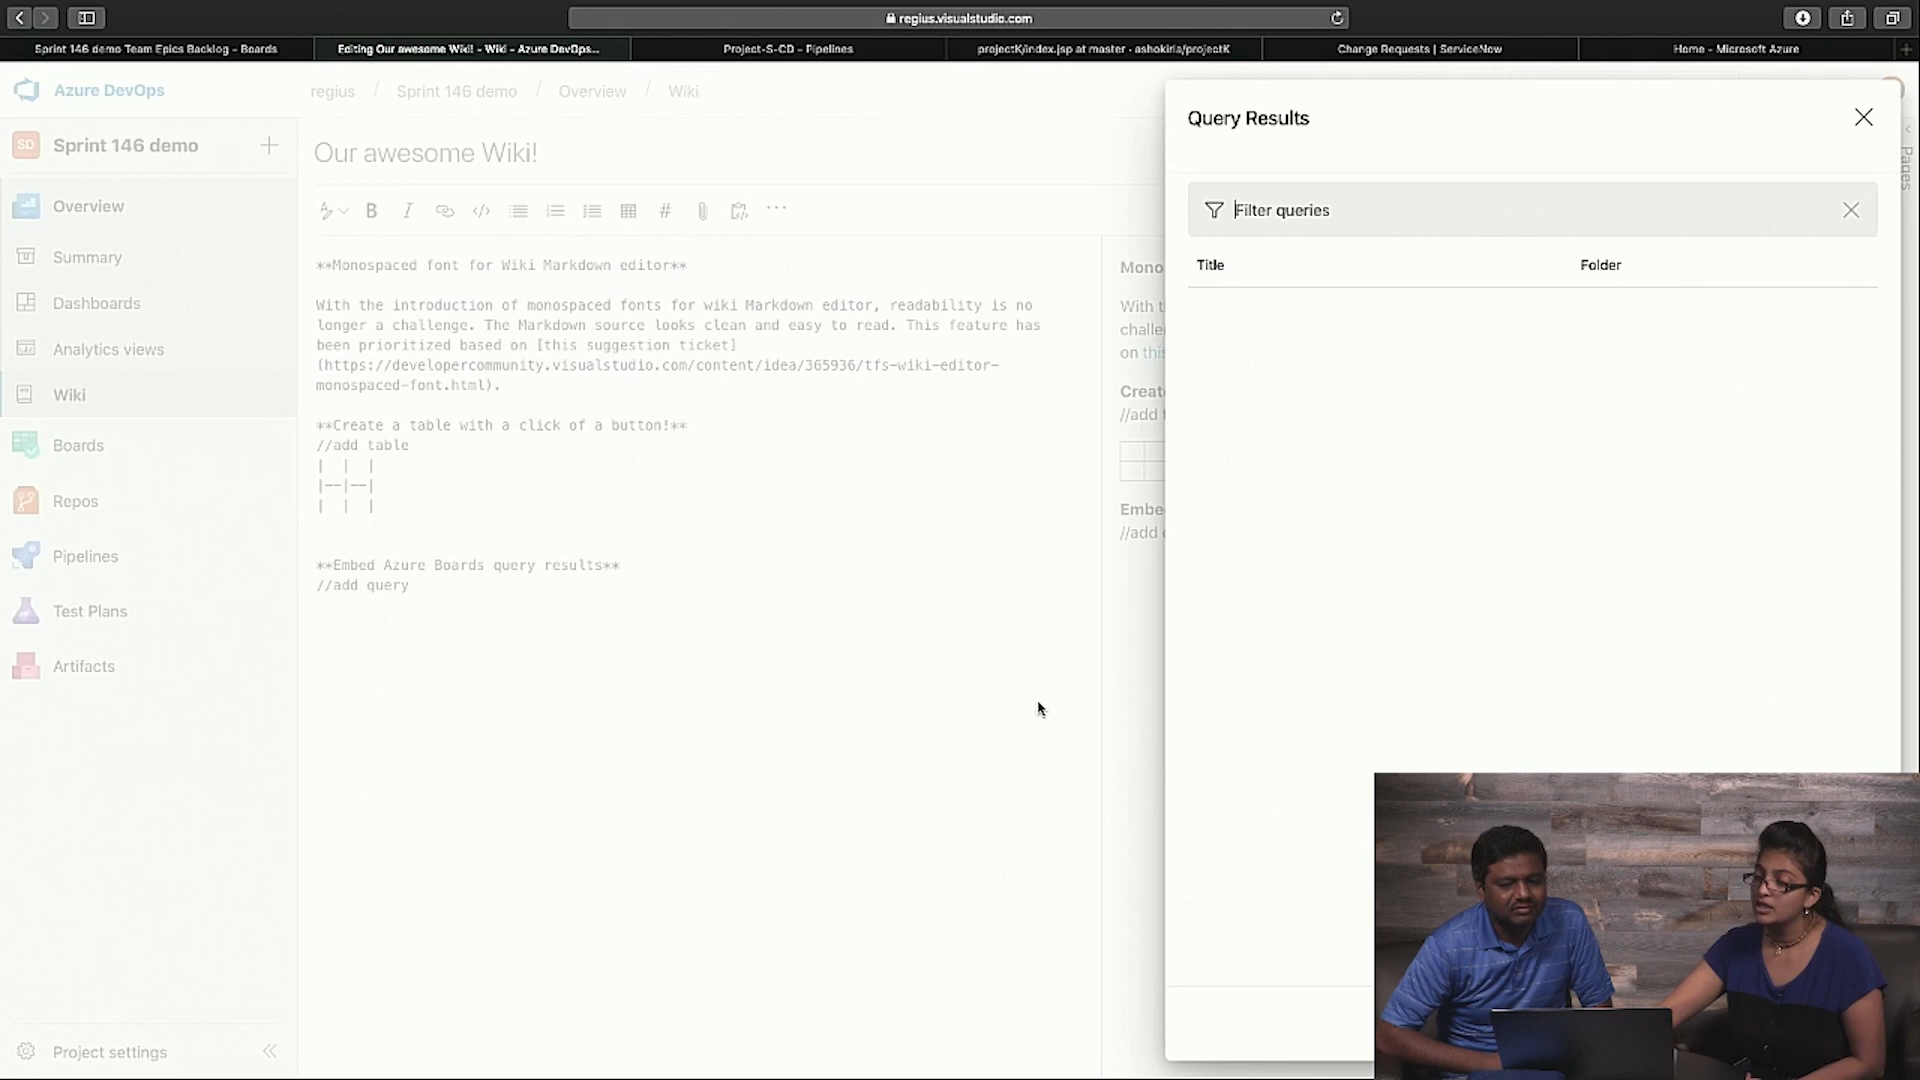 regius.visualstudio.com
Sprint 146 demo Team Epics Backlog - Boards
Editing Our awesome Wiki! - Wiki - Azure DevOps...
Project-S-CD - Pipelines
projectK/index.jsp at master · ashokirla/projectK
Change Requests | ServiceNow
Home - Microsoft Azure
Azure DevOps
regius / Sprint 146 demo / Overview / Wiki
SD Sprint 146 demo
Overview
Summary
Dashboards
Analytics views
Wiki
Boards
Repos
Pipelines
Test Plans
Artifacts
Project settings
Our awesome Wiki!
B I </> #
**Monospaced font for Wiki Markdown editor**
With the introduction of monospaced fonts for wiki Markdown editor, readability is no
longer a challenge. The Markdown source looks clean and easy to read. This feature has
been prioritized based on [this suggestion ticket]
(https://developercommunity.visualstudio.com/content/idea/365936/tfs-wiki-editor-
monospaced-font.html).
**Create a table with a click of a button!**
//add table
|  |  |
|--|--|
|  |  |
**Embed Azure Boards query results**
//add query
Mono
With t
challe
on this
Create
//add t
Embe
//add
Query Results
Filter queries
Title Folder
Pages